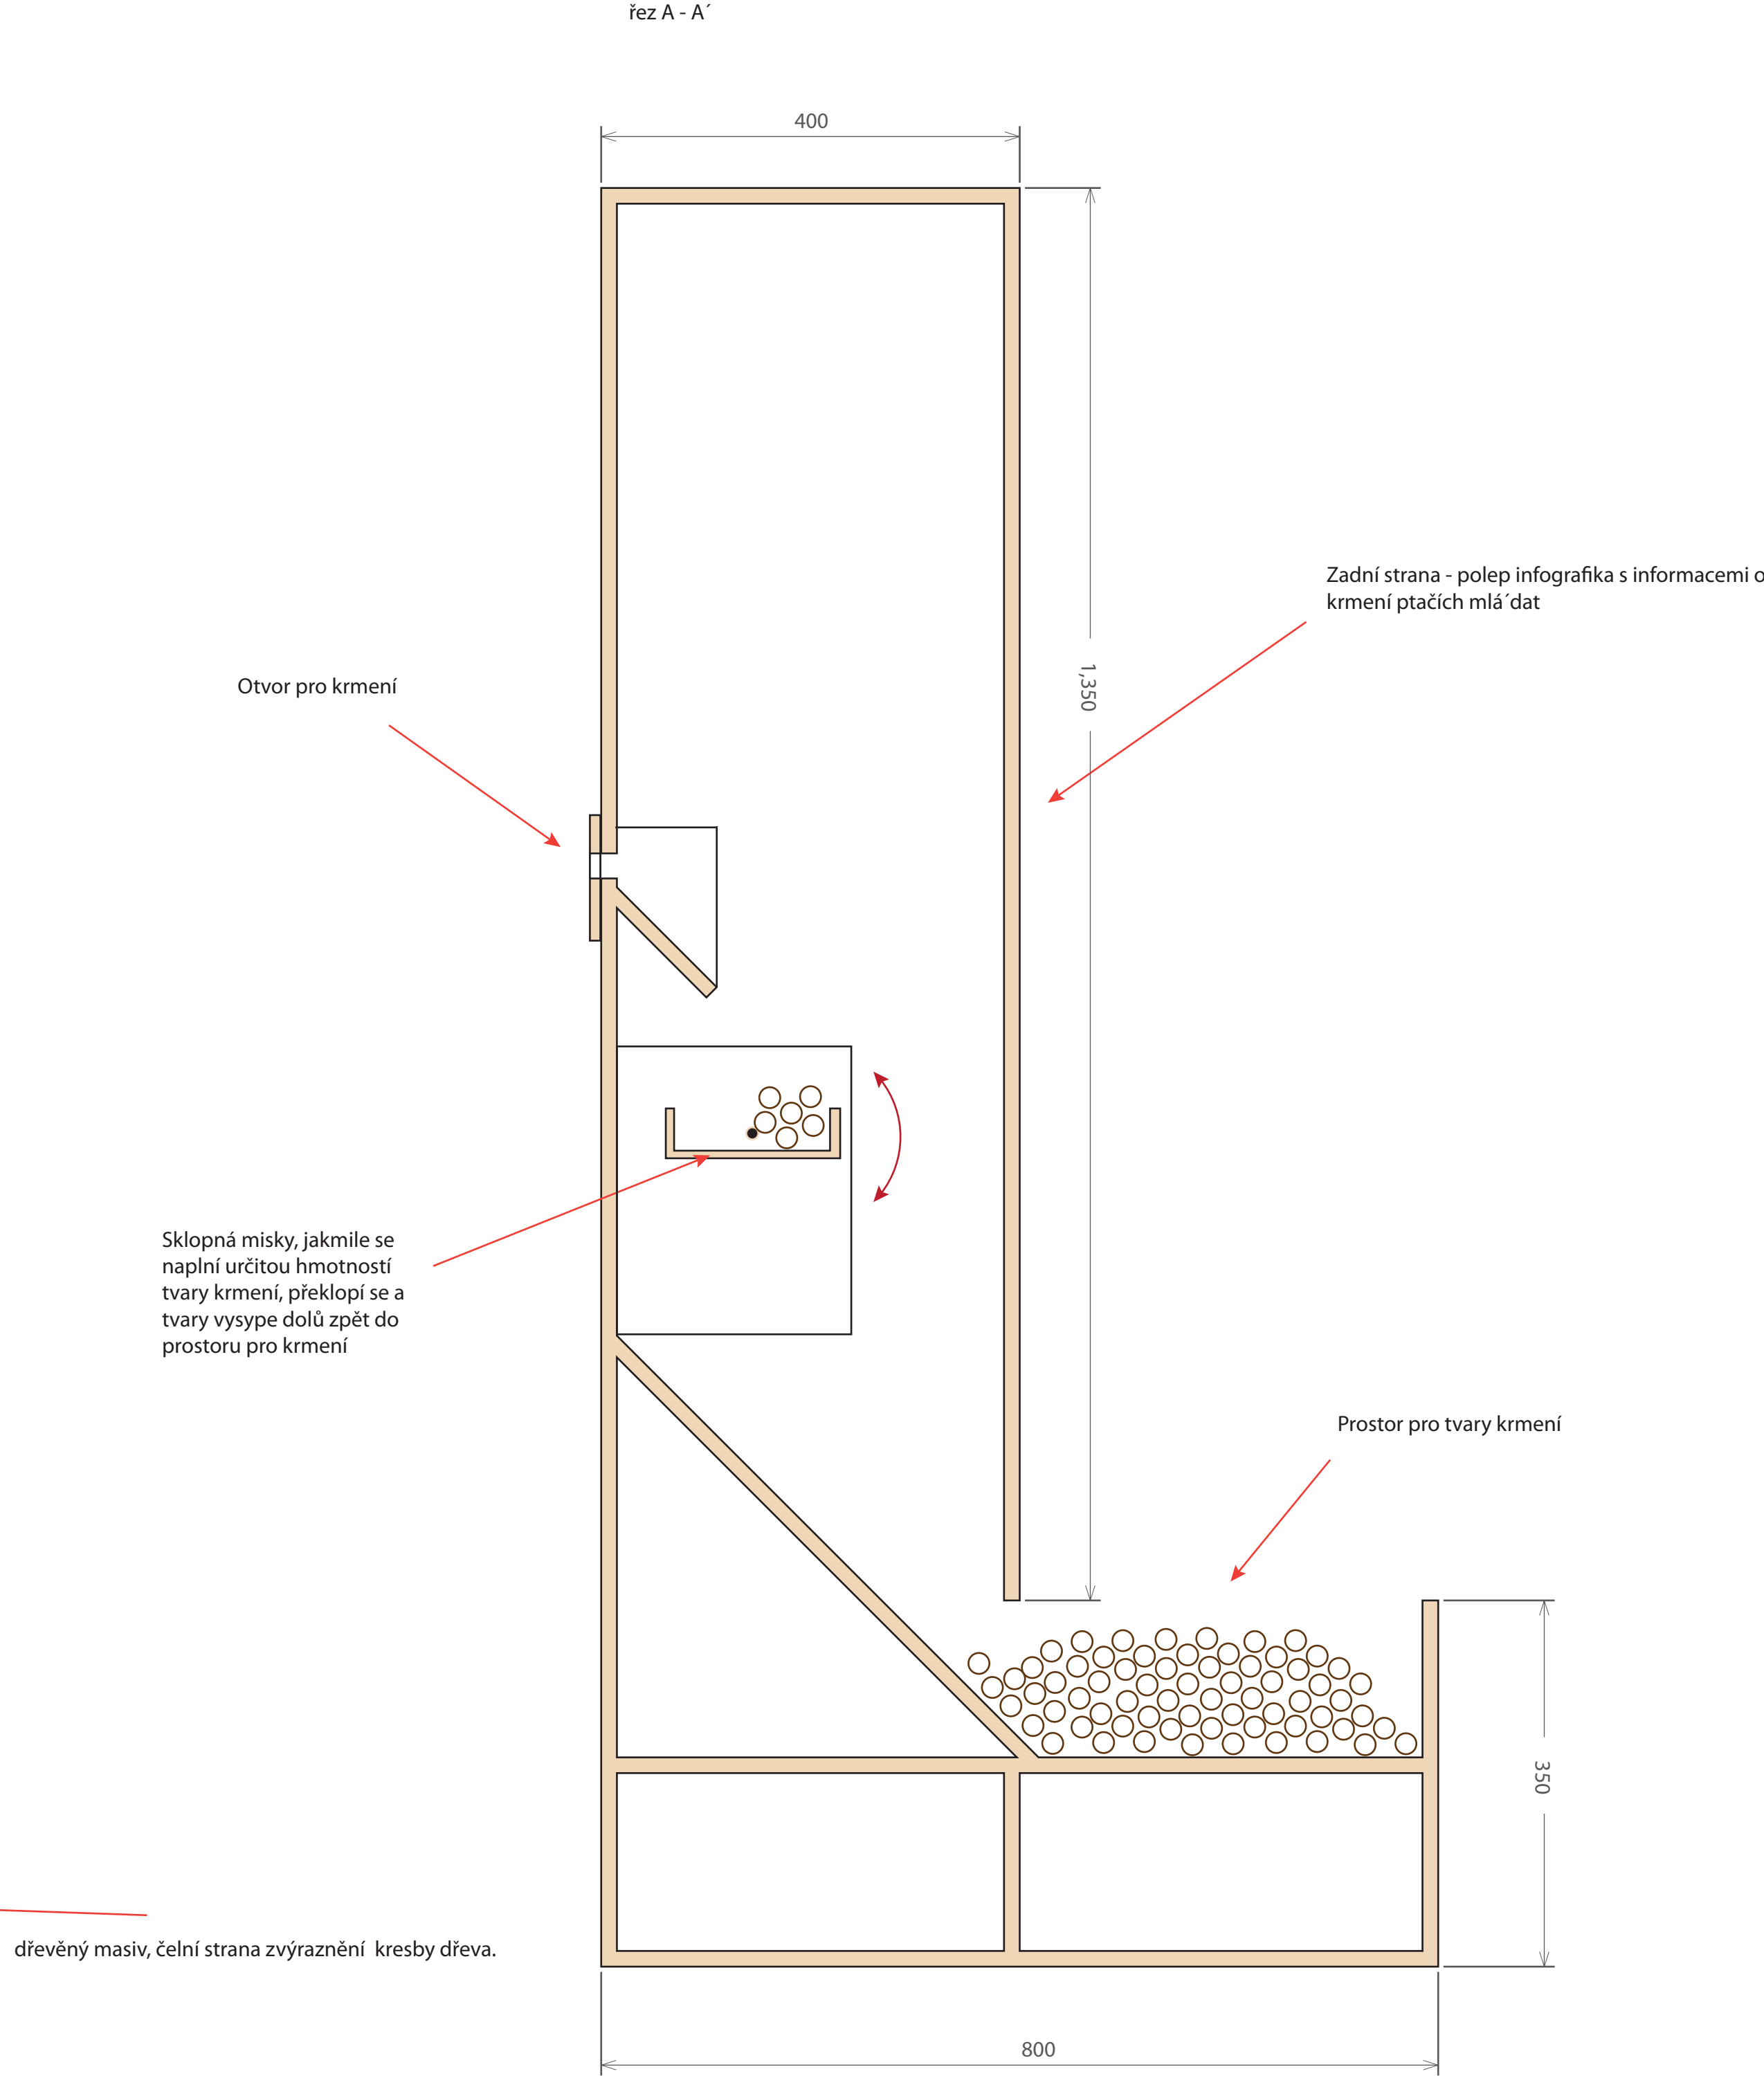 řez A - A´
400
Zadní strana - polep infografika s informacemi o
krmení ptačích mlá´dat
1,350
Otvor pro krmení
Sklopná misky, jakmile se
naplní určitou hmotností
tvary krmení, překlopí se a
tvary vysype dolů zpět do
prostoru pro krmení
Prostor pro tvary krmení
350
dřevěný masiv, čelní strana zvýraznění  kresby dřeva.
800